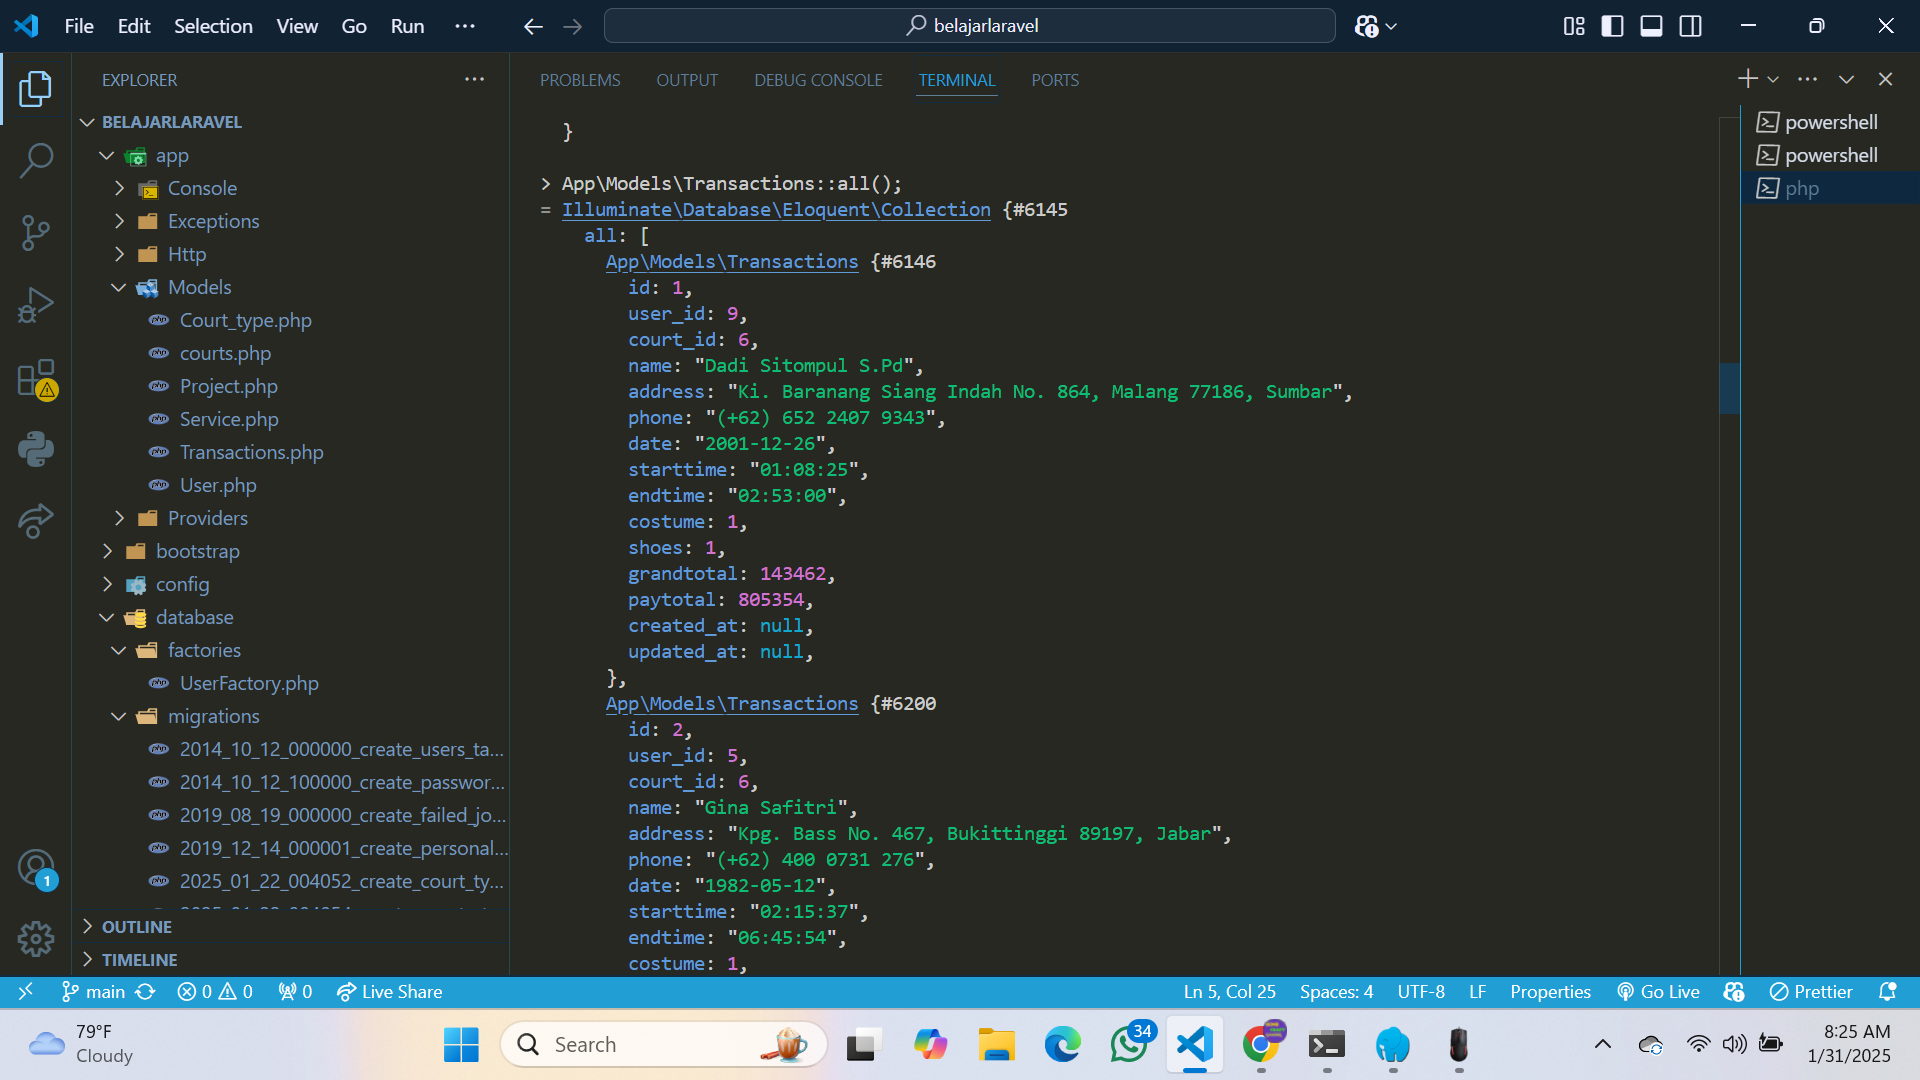 File Edit Selection View Go Run ···
belajarlaravel
EXPLORER
BELAJARLARAVEL
app
Console
Exceptions
Http
Models
Court_type.php
courts.php
Project.php
Service.php
Transactions.php
User.php
Providers
bootstrap
config
database
factories
UserFactory.php
migrations
2014_10_12_000000_create_users_ta...
2014_10_12_100000_create_passwor...
2019_08_19_000000_create_failed_jo...
2019_12_14_000001_create_personal...
2025_01_22_004052_create_court_ty...
OUTLINE
TIMELINE
PROBLEMS OUTPUT DEBUG CONSOLE TERMINAL PORTS
}
> App\Models\Transactions::all();
= Illuminate\Database\Eloquent\Collection {#6145
all: [
App\Models\Transactions {#6146
id: 1,
user_id: 9,
court_id: 6,
name: "Dadi Sitompul S.Pd",
address: "Ki. Baranang Siang Indah No. 864, Malang 77186, Sumbar",
phone: "(+62) 652 2407 9343",
date: "2001-12-26",
starttime: "01:08:25",
endtime: "02:53:00",
costume: 1,
shoes: 1,
grandtotal: 143462,
paytotal: 805354,
created_at: null,
updated_at: null,
},
App\Models\Transactions {#6200
id: 2,
user_id: 5,
court_id: 6,
name: "Gina Safitri",
address: "Kpg. Bass No. 467, Bukittinggi 89197, Jabar",
phone: "(+62) 400 0731 276",
date: "1982-05-12",
starttime: "02:15:37",
endtime: "06:45:54",
costume: 1,
powershell
powershell
php
main 0 0 0 Live Share
Ln 5, Col 25 Spaces: 4 UTF-8 LF Properties Go Live Prettier
1
79°F
Cloudy
Search
34
8:25 AM
1/31/2025